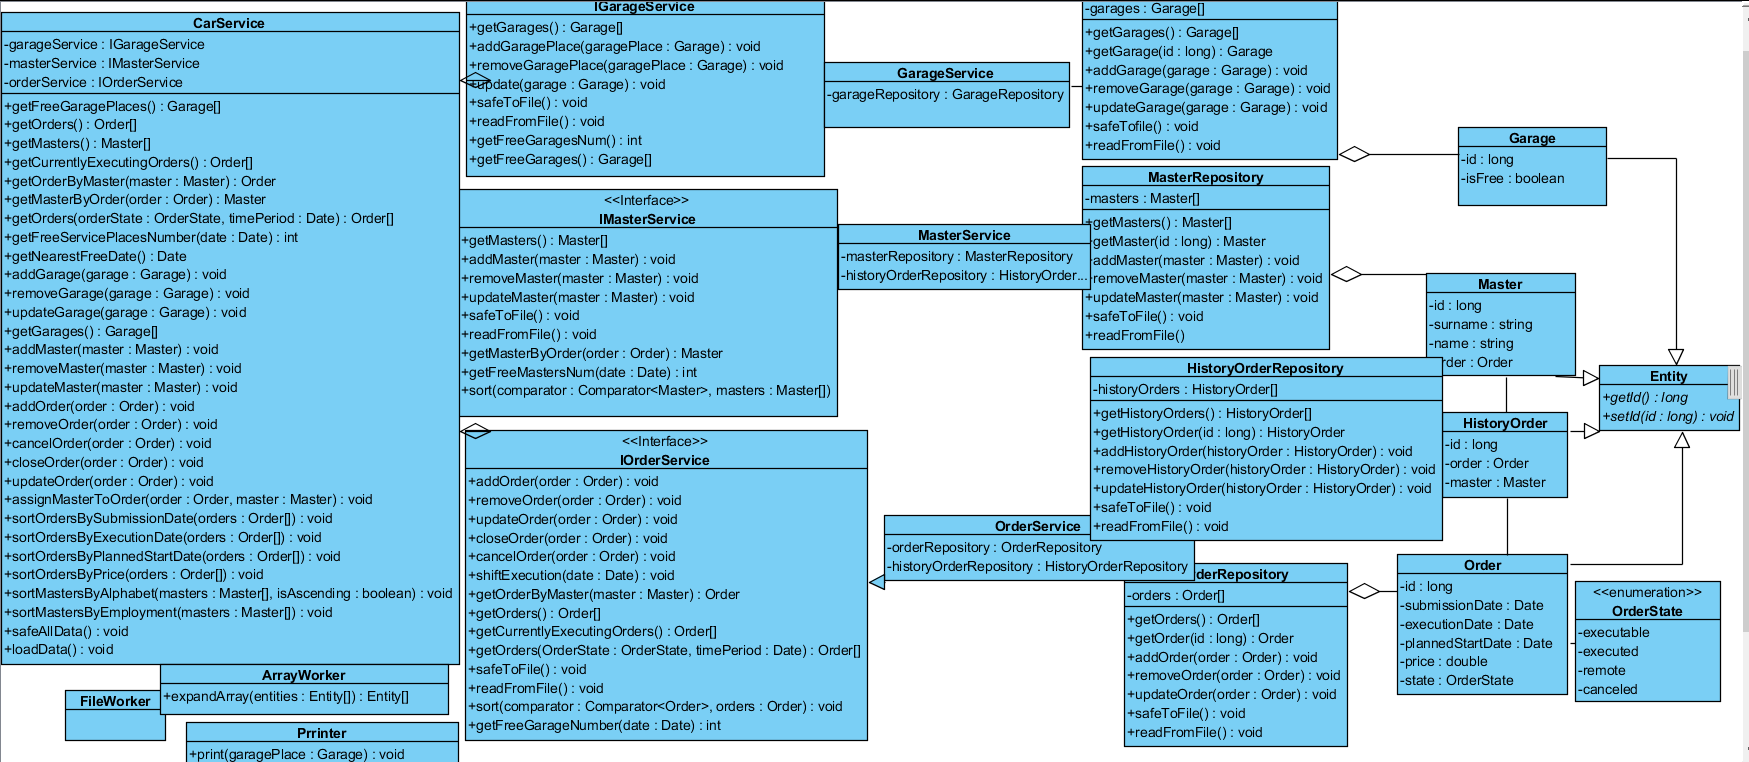 CarService
-garageService : IGarageService
-masterService : IMasterService
-orderService : IOrderService
+getFreeGaragePlaces() : Garage[]
+getOrders() : Order[]
+getMasters() : Master[]
+getCurrentlyExecutingOrders() : Order[]
+getOrderByMaster(master : Master) : Order
+getMasterByOrder(order : Order) : Master
+getOrders(orderState : OrderState, timePeriod : Date) : Order[]
+getFreeServicePlacesNumber(date : Date) : int
+getNearestFreeDate() : Date
+addGarage(garage : Garage) : void
+removeGarage(garage : Garage) : void
+updateGarage(garage : Garage) : void
+getGarages() : Garage[]
+addMaster(master : Master) : void
+removeMaster(master : Master) : void
+updateMaster(master : Master) : void
+addOrder(order : Order) : void
+removeOrder(order : Order) : void
+cancelOrder(order : Order) : void
+closeOrder(order : Order) : void
+updateOrder(order : Order) : void
+assignMasterToOrder(order : Order, master : Master) : void
+sortOrdersBySubmissionDate(orders : Order[]) : void
+sortOrdersByExecutionDate(orders : Order[]) : void
+sortOrdersByPlannedStartDate(orders : Order[]) : void
+sortOrdersByPrice(orders : Order[]) : void
+sortMastersByAlphabet(masters : Master[], isAscending : boolean) : void
+sortMastersByEmployment(masters : Master[]) : void
+safeAllData() : void
+loadData() : void
FileWorker
ArrayWorker
+expandArray(entities : Entity[]) : Entity[]
Prrinter
+print(garagePlace : Garage) : void
IGarageService
+getGarages() : Garage[]
+addGaragePlace(garagePlace : Garage) : void
+removeGaragePlace(garagePlace : Garage) : void
+update(garage : Garage) : void
+safeToFile() : void
+readFromFile() : void
+getFreeGaragesNum() : int
+getFreeGarages() : Garage[]
<<Interface>>
IMasterService
+getMasters() : Master[]
+addMaster(master : Master) : void
+removeMaster(master : Master) : void
+updateMaster(master : Master) : void
+safeToFile() : void
+readFromFile() : void
+getMasterByOrder(order : Order) : Master
+getFreeMastersNum(date : Date) : int
+sort(comparator : Comparator<Master>, masters : Master[])
<<Interface>>
IOrderService
+addOrder(order : Order) : void
+removeOrder(order : Order) : void
+updateOrder(order : Order) : void
+closeOrder(order : Order) : void
+cancelOrder(order : Order) : void
+shiftExecution(date : Date) : void
+getOrderByMaster(master : Master) : Order
+getOrders() : Order[]
+getCurrentlyExecutingOrders() : Order[]
+getOrders(OrderState : OrderState, timePeriod : Date) : Order[]
+safeToFile() : void
+readFromFile() : void
+sort(comparator : Comparator<Order>, orders : Order) : void
+getFreeGarageNumber(date : Date) : int
GarageService
-garageRepository : GarageRepository
MasterService
-masterRepository : MasterRepository
-historyOrderRepository : HistoryOrder...
OrderService
-orderRepository : OrderRepository
-historyOrderRepository : HistoryOrderRepository
-garages : Garage[]
+getGarages() : Garage[]
+getGarage(id : long) : Garage
+addGarage(garage : Garage) : void
+removeGarage(garage : Garage) : void
+updateGarage(garage : Garage) : void
+safeTofile() : void
+readFromFile() : void
MasterRepository
-masters : Master[]
+getMasters() : Master[]
getMaster(id : long) : Master
addMaster(master : Master) : void
removeMaster(master : Master) : void
+updateMaster(master : Master) : void
+safeToFile() : void
+readFromFile()
HistoryOrderRepository
-historyOrders : HistoryOrder[]
+getHistoryOrders() : HistoryOrder[]
+getHistoryOrder(id : long) : HistoryOrder
+addHistoryOrder(historyOrder : HistoryOrder) : void
+removeHistoryOrder(historyOrder : HistoryOrder) : void
+updateHistoryOrder(historyOrder : HistoryOrder) : void
+safeToFile() : void
+readFromFile() : void
derRepository
-orders : Order[]
+getOrders() : Order[]
+getOrder(id : long) : Order
+addOrder(order : Order) : void
+removeOrder(order : Order) : void
+updateOrder(order : Order) : void
+safeToFile() : void
+readFromFile() : void
Garage
-id : long
-isFree : boolean
Master
-id : long
-surname : string
-name : string
rder : Order
HistoryOrder
-id : long
-order : Order
-master : Master
Order
-id : long
-submissionDate : Date
-executionDate : Date
-plannedStartDate : Date
-price : double
-state : OrderState
Entity
+getId() : long
+setId(id : long) : void
<<enumeration>>
OrderState
-executable
-executed
-remote
-canceled